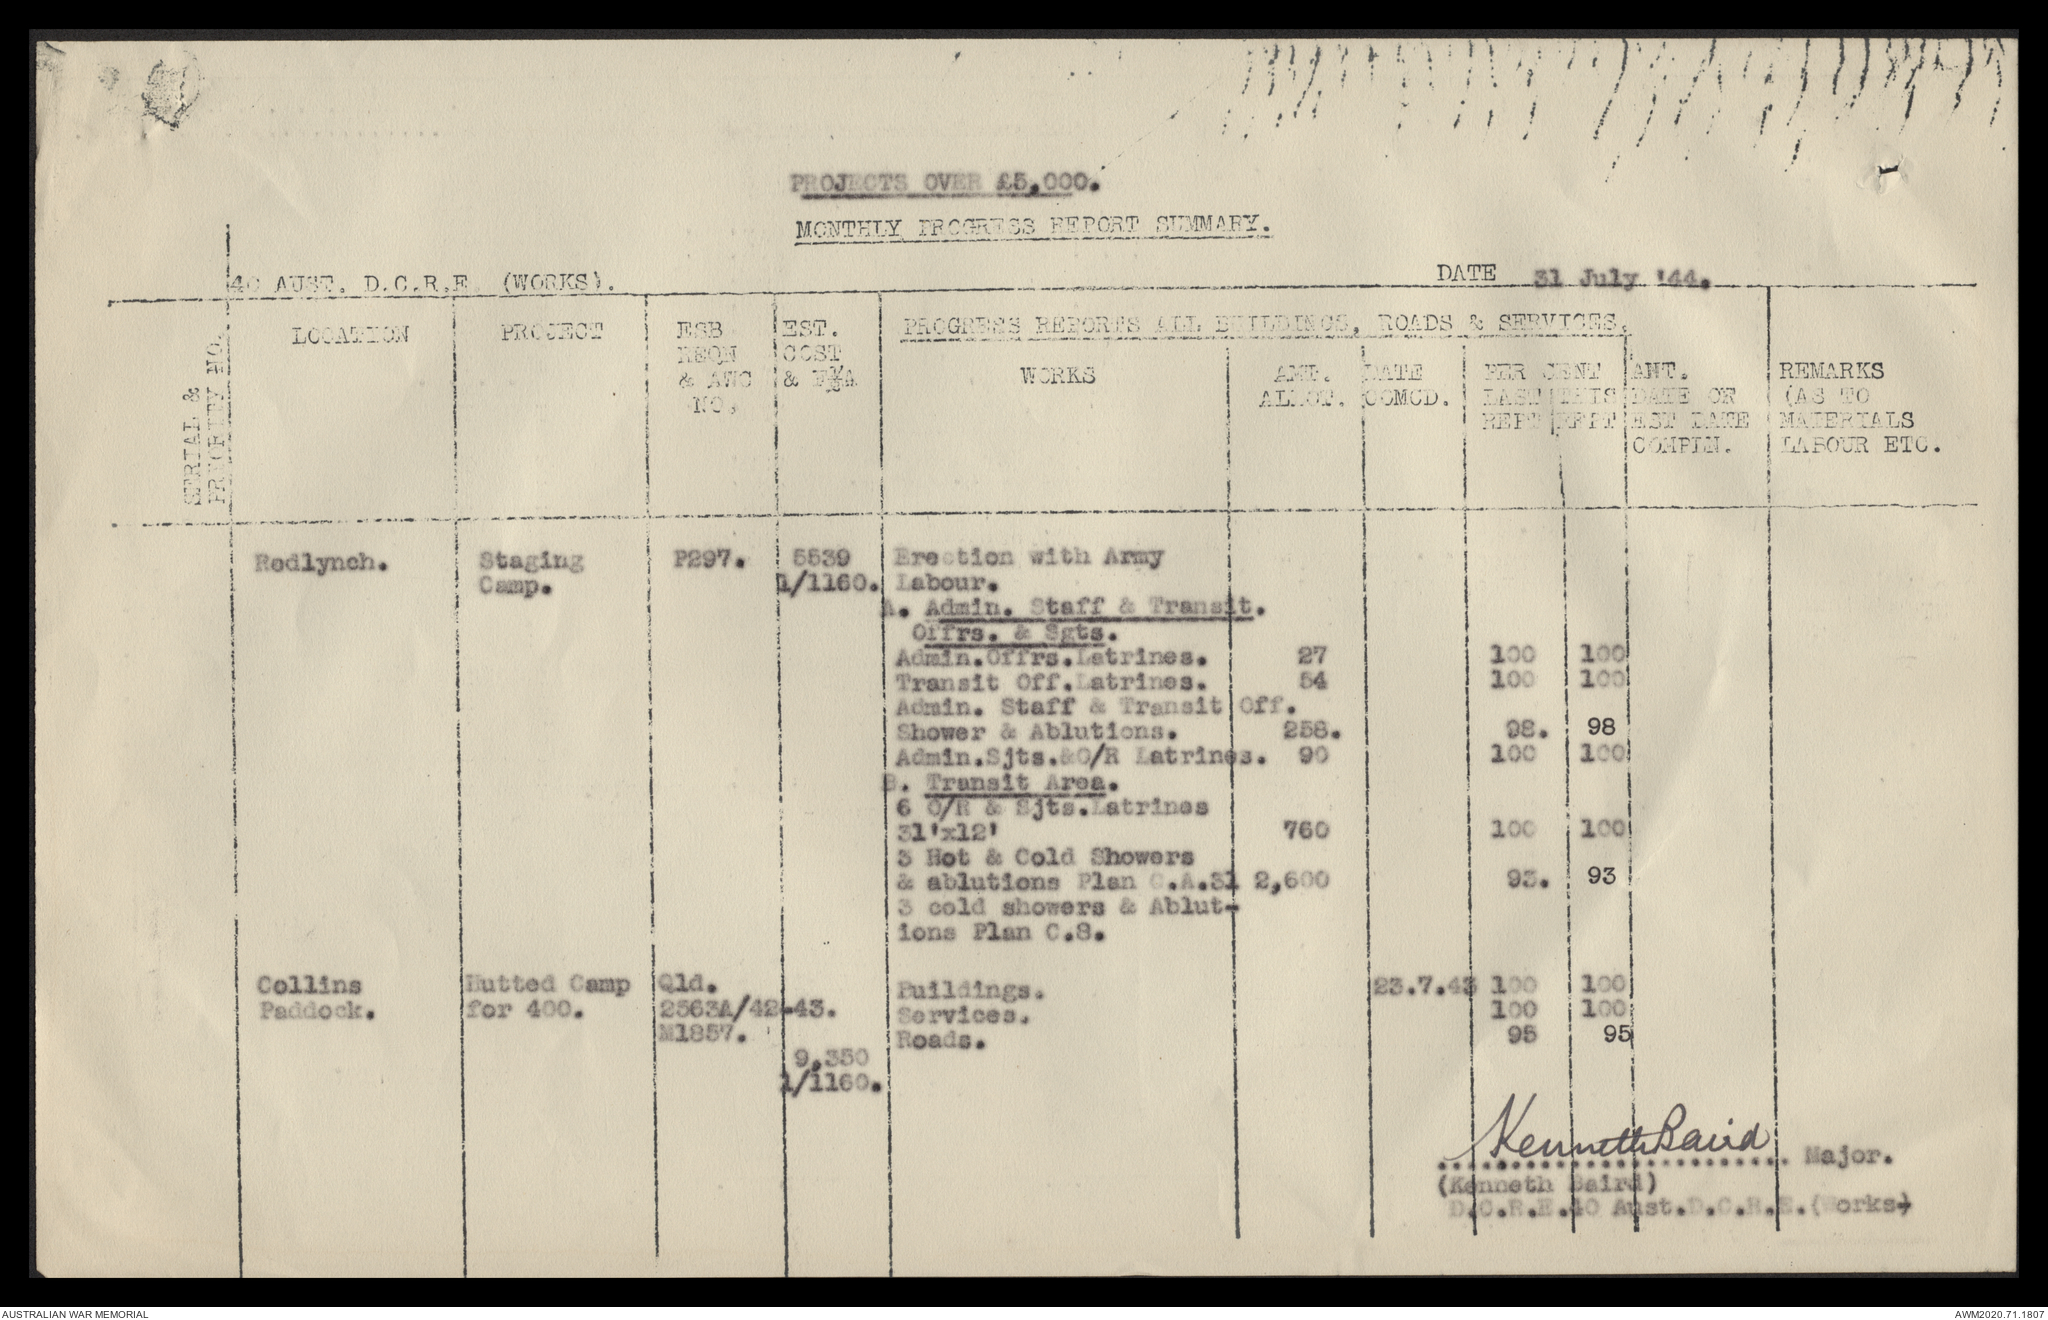 PROJECTS OVER £5,000.
MONTHLY PROGRESS REPORT SUMMARY.
40 AUST. D.C.R.E. (WORKS).
DATE 31 July '44.
SERIAL &
PRIORITY NO.
LOCATION
PROJECT
ESB
REQN
& AWC
NO.
EST.
COST
& F
PROGRESS REPORTS ALL BUILDINGS, ROADS & SERVICES.
WORKS
AMT.
ALLOT.
DATE
COMCD.
PER CENT
LAST THIS
REPT REPT
AMT.
DATE OR
EST DATE
COMPLN.
REMARKS
(AS TO
MATERIALS
LABOUR ETC.
Redlynch. Staging P297. 5539 Erection with Army
Camp. 1/1160. Labour.
A. Admin. Staff & Transit.
Offrs. & Sgts.
Admin.Offrs.Latrines. 27 100 100
Transit Off.Latrines. 54 100 100
Admin. Staff & Transit Off.
Shower & Ablutions. 258. 98. 98
Admin.Sjts.&O/R Latrines. 90 100 100
B. Transit Area.
6 O/R & Sjts.Latrines
31'x12' 760 100 100
3 Hot & Cold Showers
& ablutions Plan C.A.31 2,600 93. 93
3 cold showers & Ablut-
ions Plan C.8.
Collins Hutted Camp Qld. Buildings. 23.7.43 100 100
Paddock. for 400. 2563A/42-43. Services. 100 100
M1857. Roads. 95 95
9,350
1/1160.
Kenneth Baird
Major.
(Kenneth Baird)
D.C.R.E.40 Aust.D.C.R.E.(Works)
AUSTRALIAN WAR MEMORIAL
AWM2020.71.1807